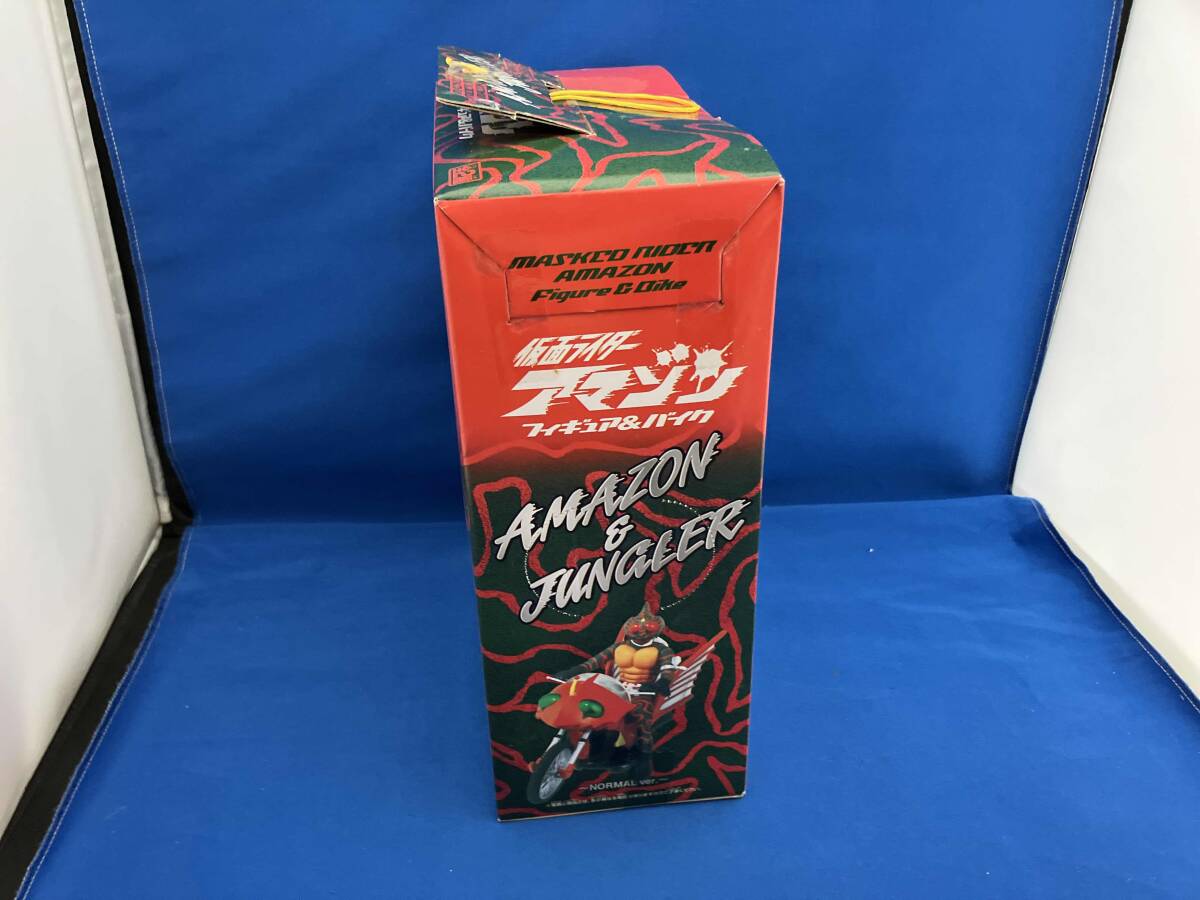 MASKED RIDER
AMAZON
Figure & Bike
仮面ライダー
アマゾン
フィギュア&バイク
AMAZON
&
JUNGLER
～NORMAL ver.～